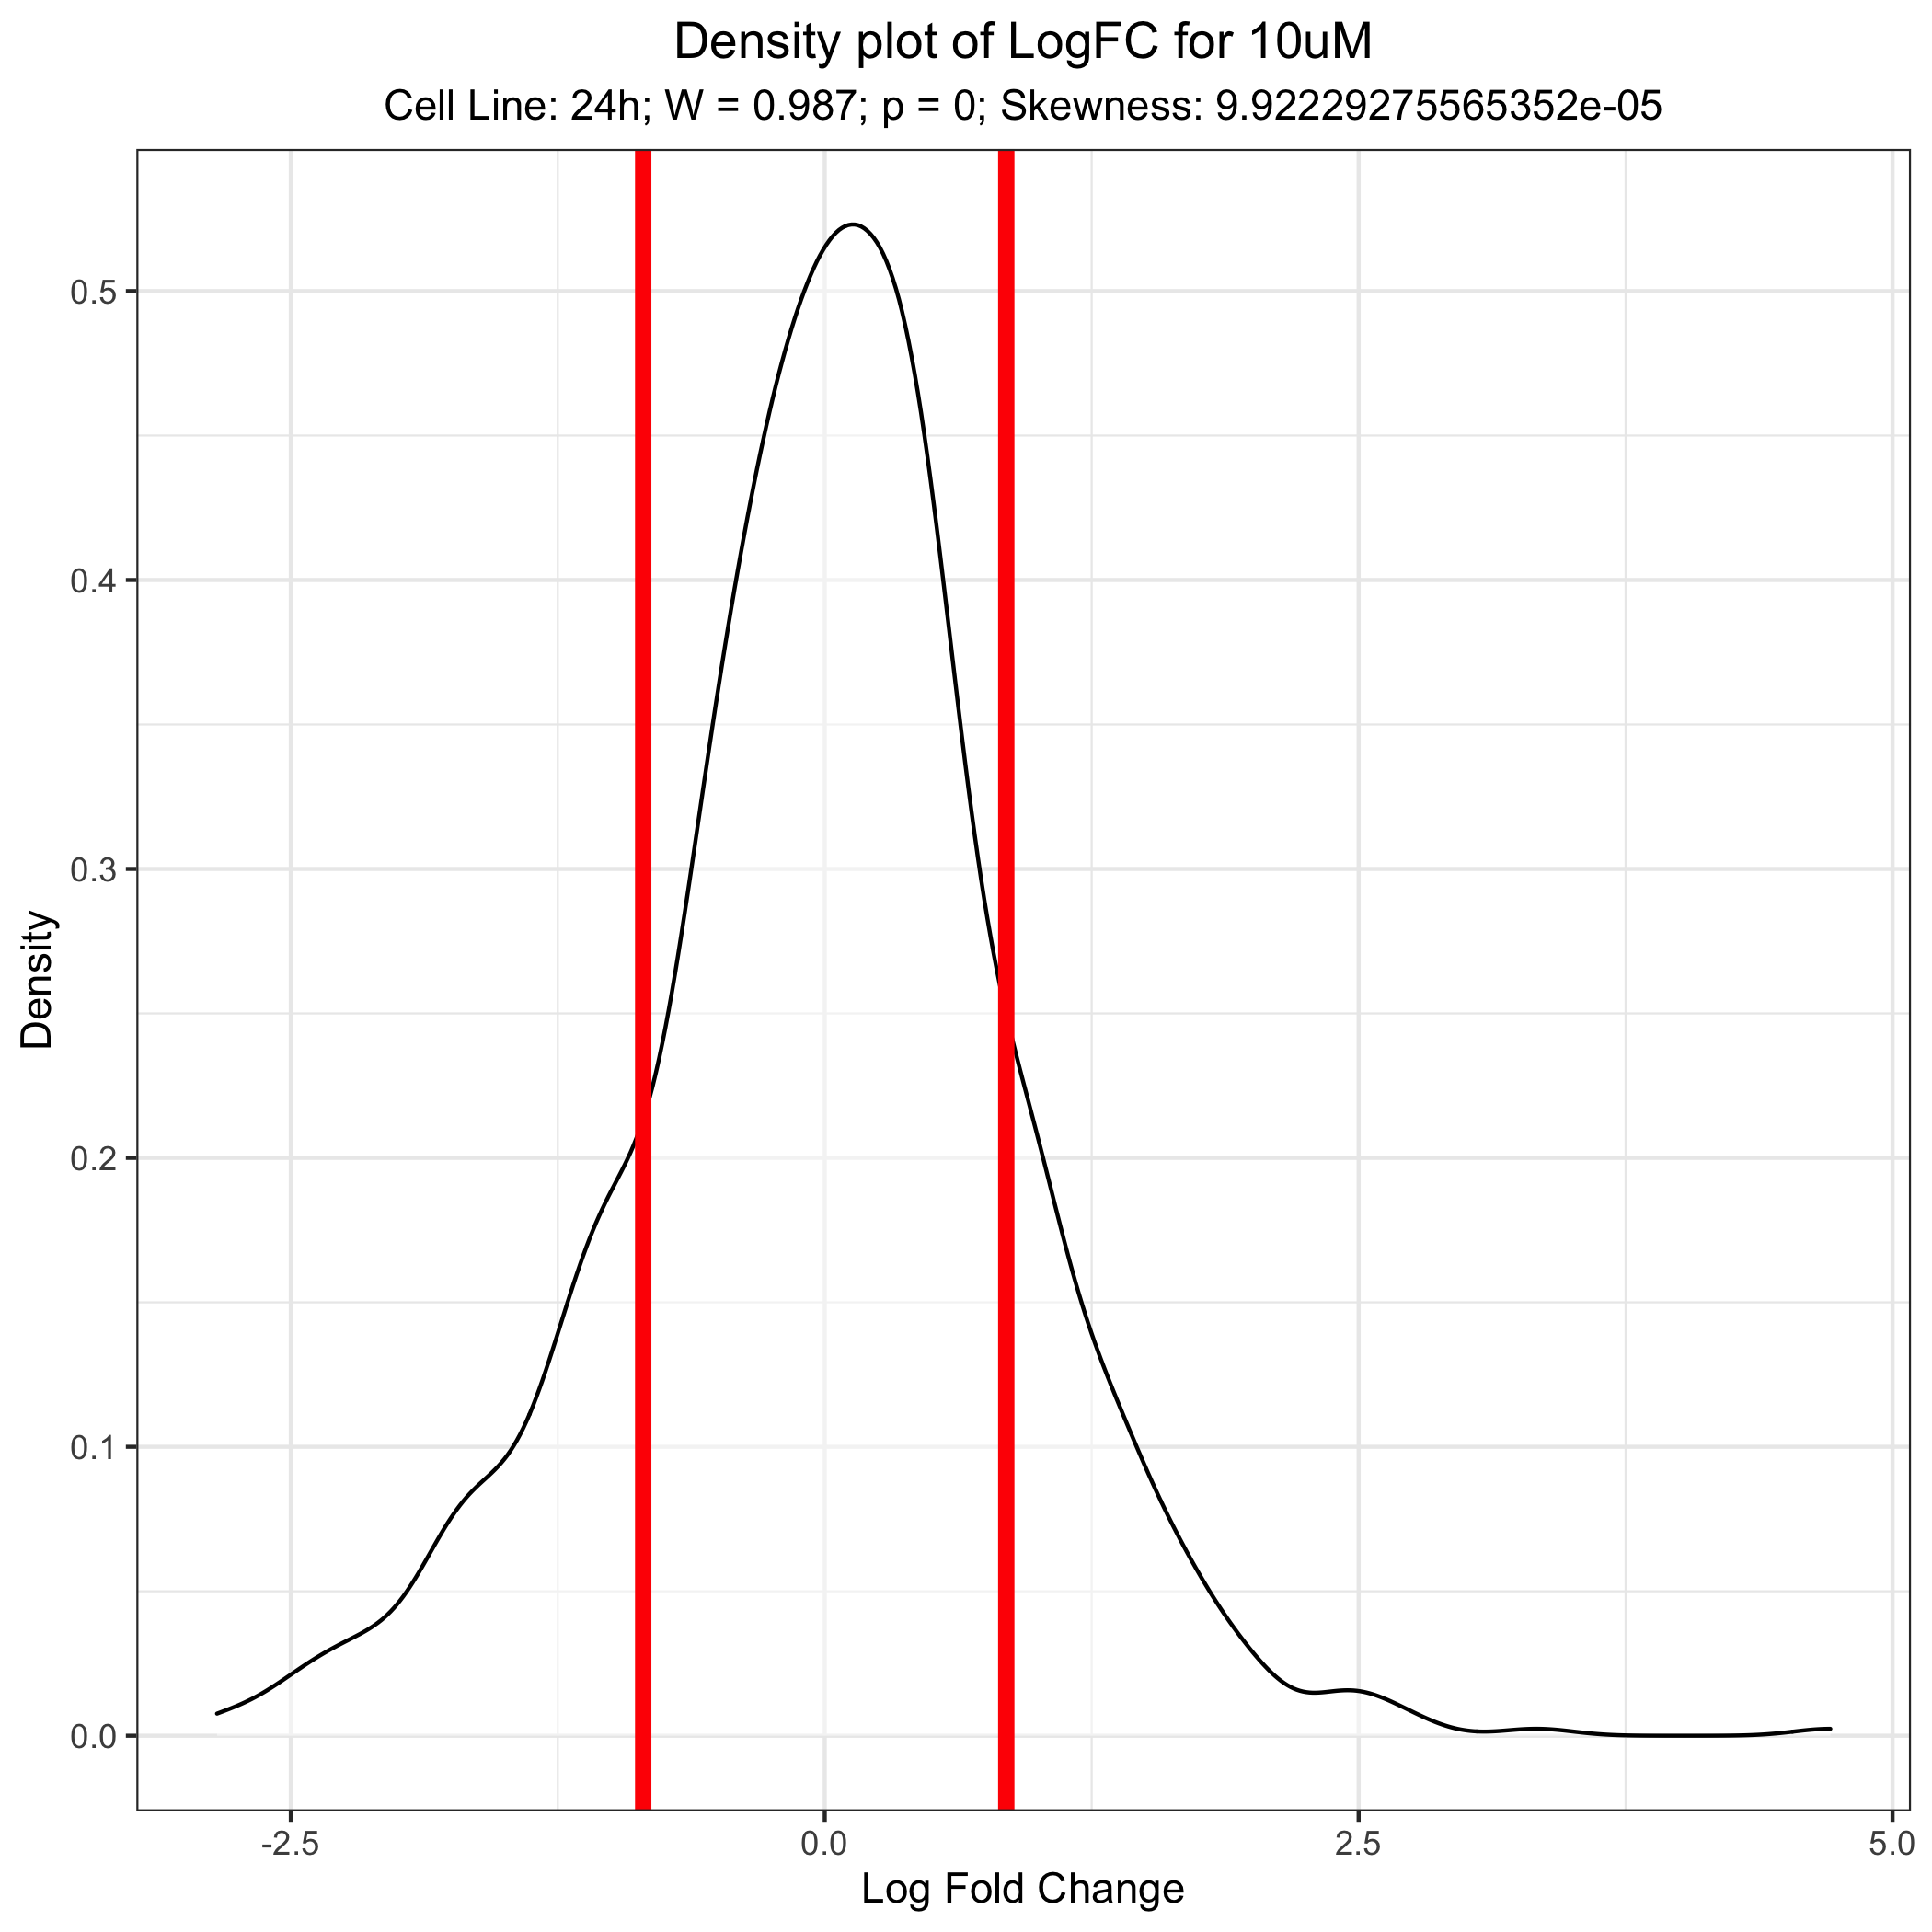 Density plot of LogFC for 10uM
Cell Line: 24h; W = 0.987; p = 0; Skewness: 9.92229275565352e-05
Density
0.5
0.4
0.3
0.2
0.1
0.0
-2.5
0.0
2.5
5.0
Log Fold Change